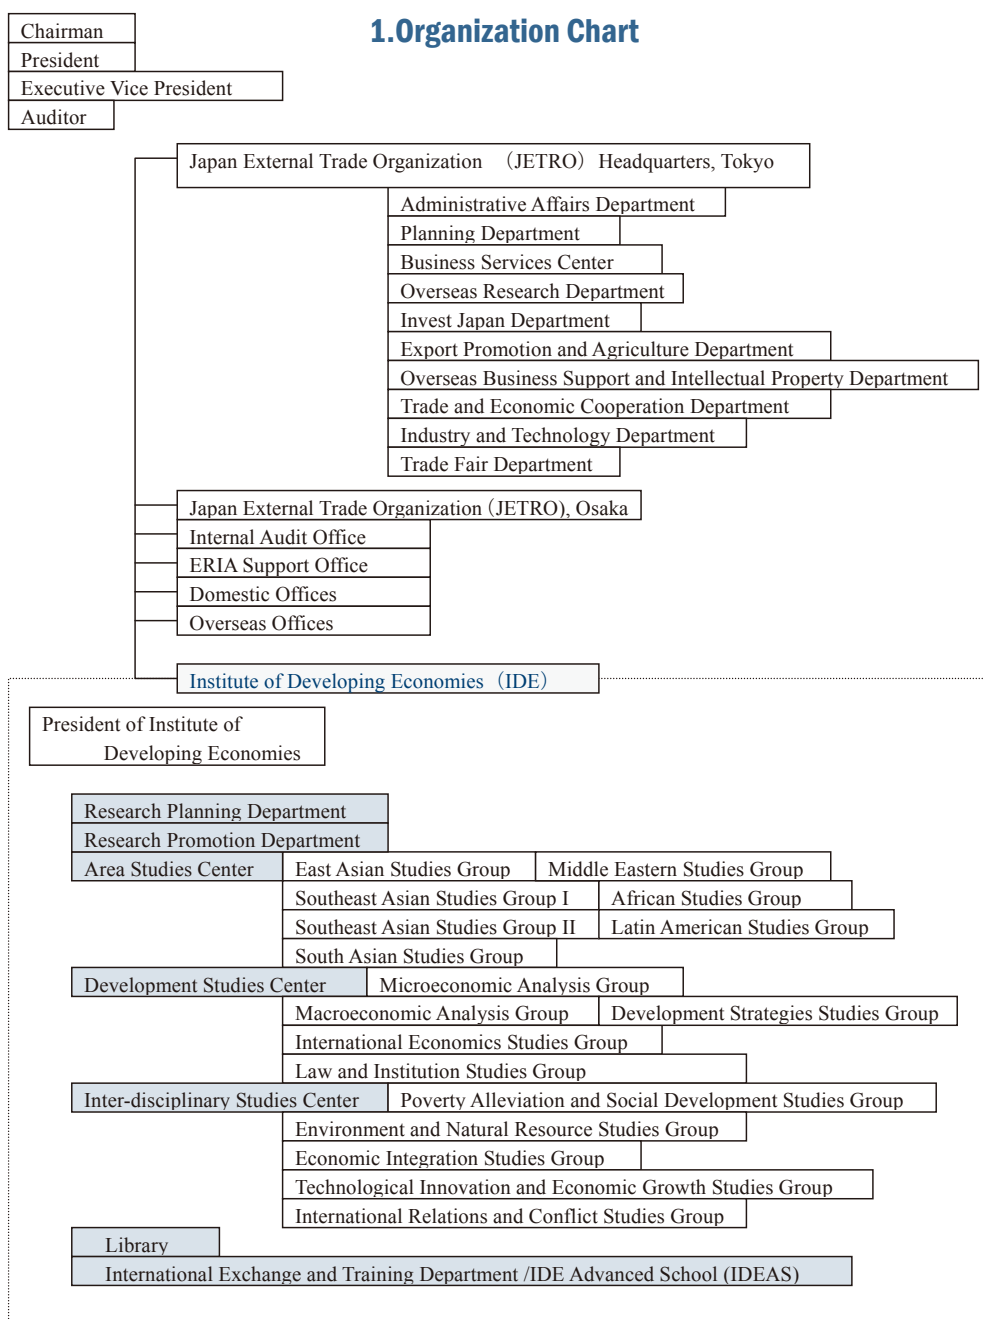 1.Organization Chart
Chairman
President
Executive Vice President
Auditor
Japan External Trade Organization （JETRO）Headquarters, Tokyo
Administrative Affairs Department
Planning Department
Business Services Center
Overseas Research Department
Invest Japan Department
Export Promotion and Agriculture Department
Overseas Business Support and Intellectual Property Department
Trade and Economic Cooperation Department
Industry and Technology Department
Trade Fair Department
Japan External Trade Organization（JETRO), Osaka
Internal Audit Office
ERIA Support Office
Domestic Offices
Overseas Offices
Institute of Developing Economies（IDE）
President of Institute of
Developing Economies
Research Planning Department
Research Promotion Department
Area Studies Center East Asian Studies Group Middle Eastern Studies Group
Southeast Asian Studies Group I African Studies Group
Southeast Asian Studies Group II Latin American Studies Group
South Asian Studies Group
Development Studies Center Microeconomic Analysis Group
Macroeconomic Analysis Group Development Strategies Studies Group
International Economics Studies Group
Law and Institution Studies Group
Inter-disciplinary Studies Center Poverty Alleviation and Social Development Studies Group
Environment and Natural Resource Studies Group
Economic Integration Studies Group
Technological Innovation and Economic Growth Studies Group
International Relations and Conflict Studies Group
Library
International Exchange and Training Department /IDE Advanced School (IDEAS)